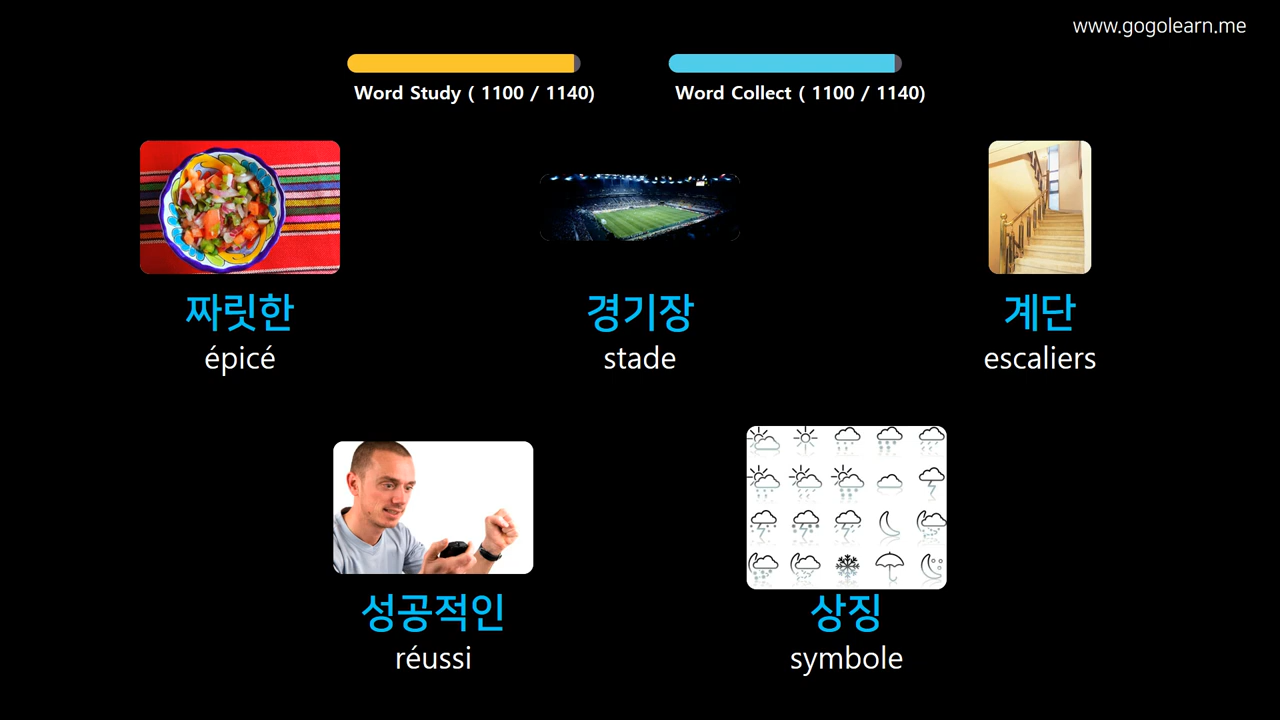 www.gogolearn.me
Word Study ( 1100 / 1140)
Word Collect ( 1100 / 1140)
짜릿한
épicé
경기장
stade
계단
escaliers
성공적인
réussi
상징
symbole